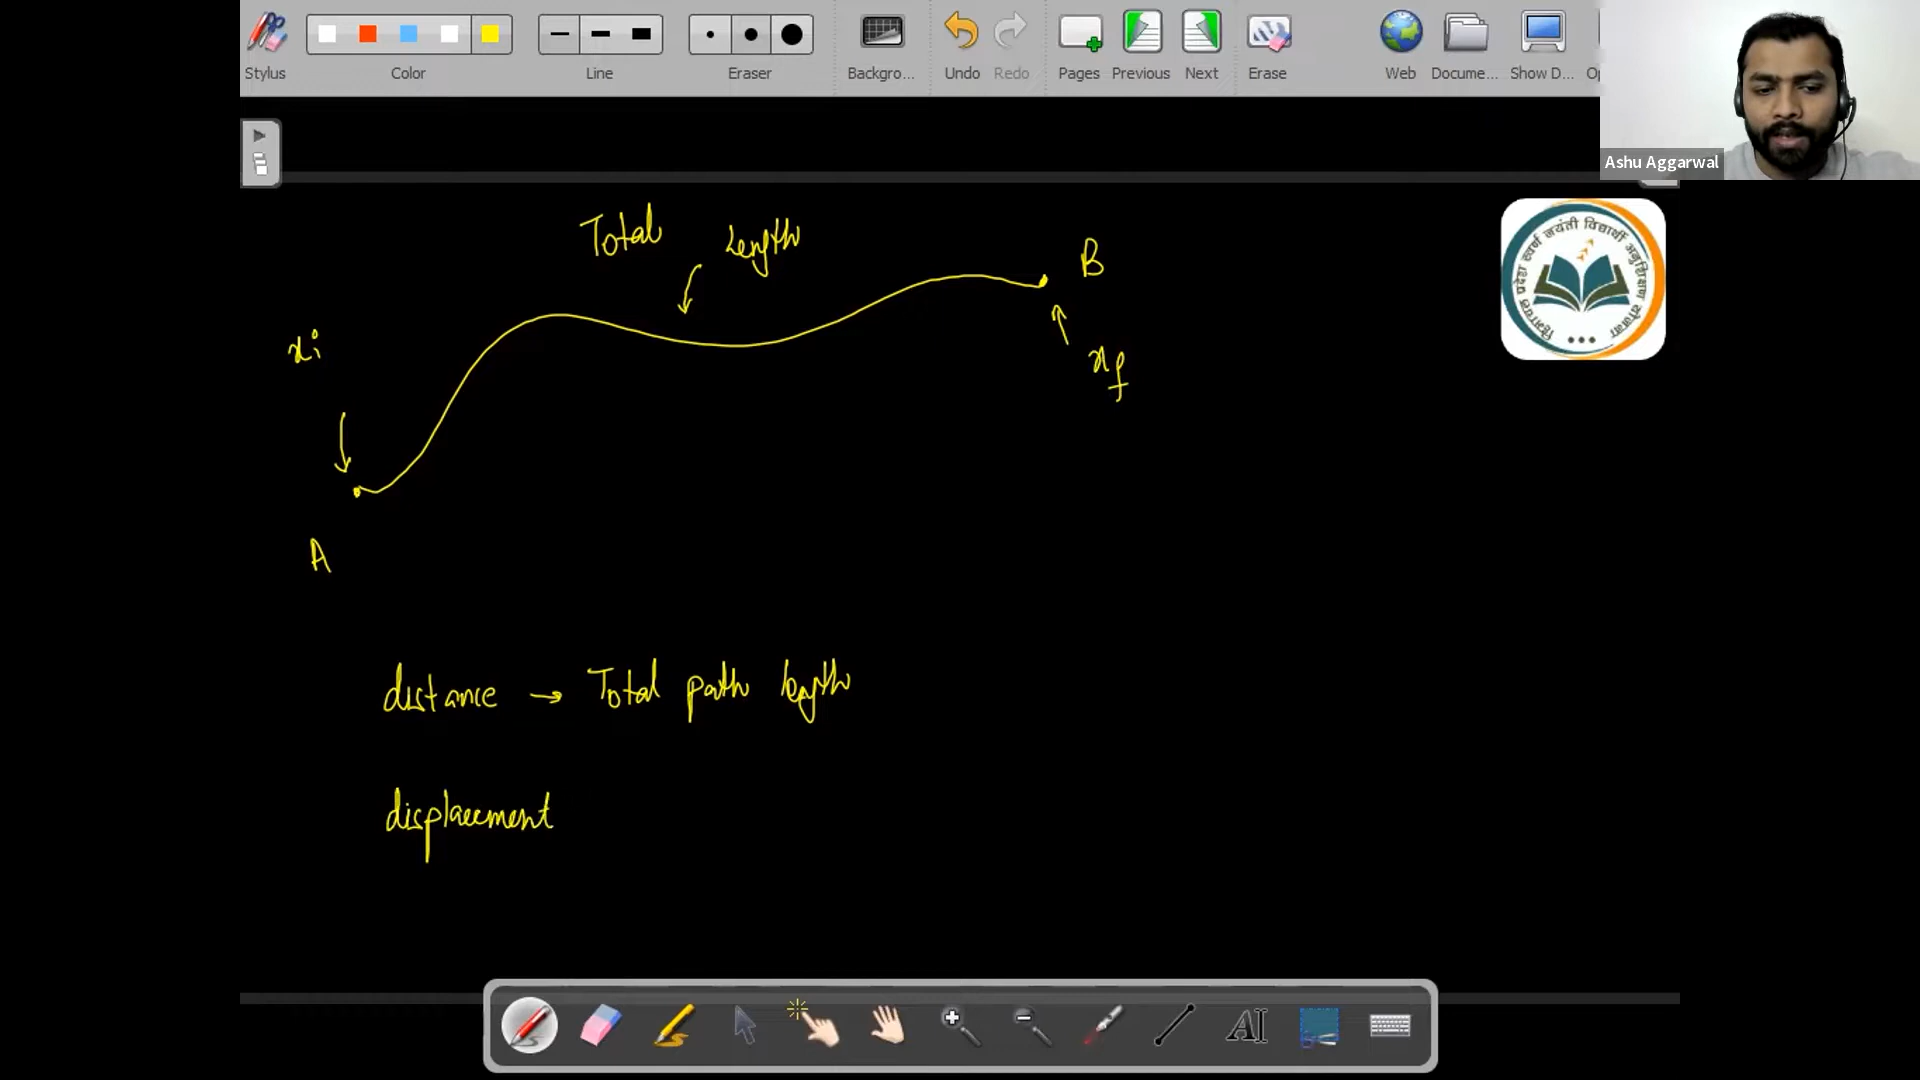 Stylus Color Line Eraser Backgro... Undo Redo Pages Previous Next Erase Web Docume... Show D...
Ashu Aggarwal
Total length
B
xi
xf
A
distance → Total path length
displacement
AI